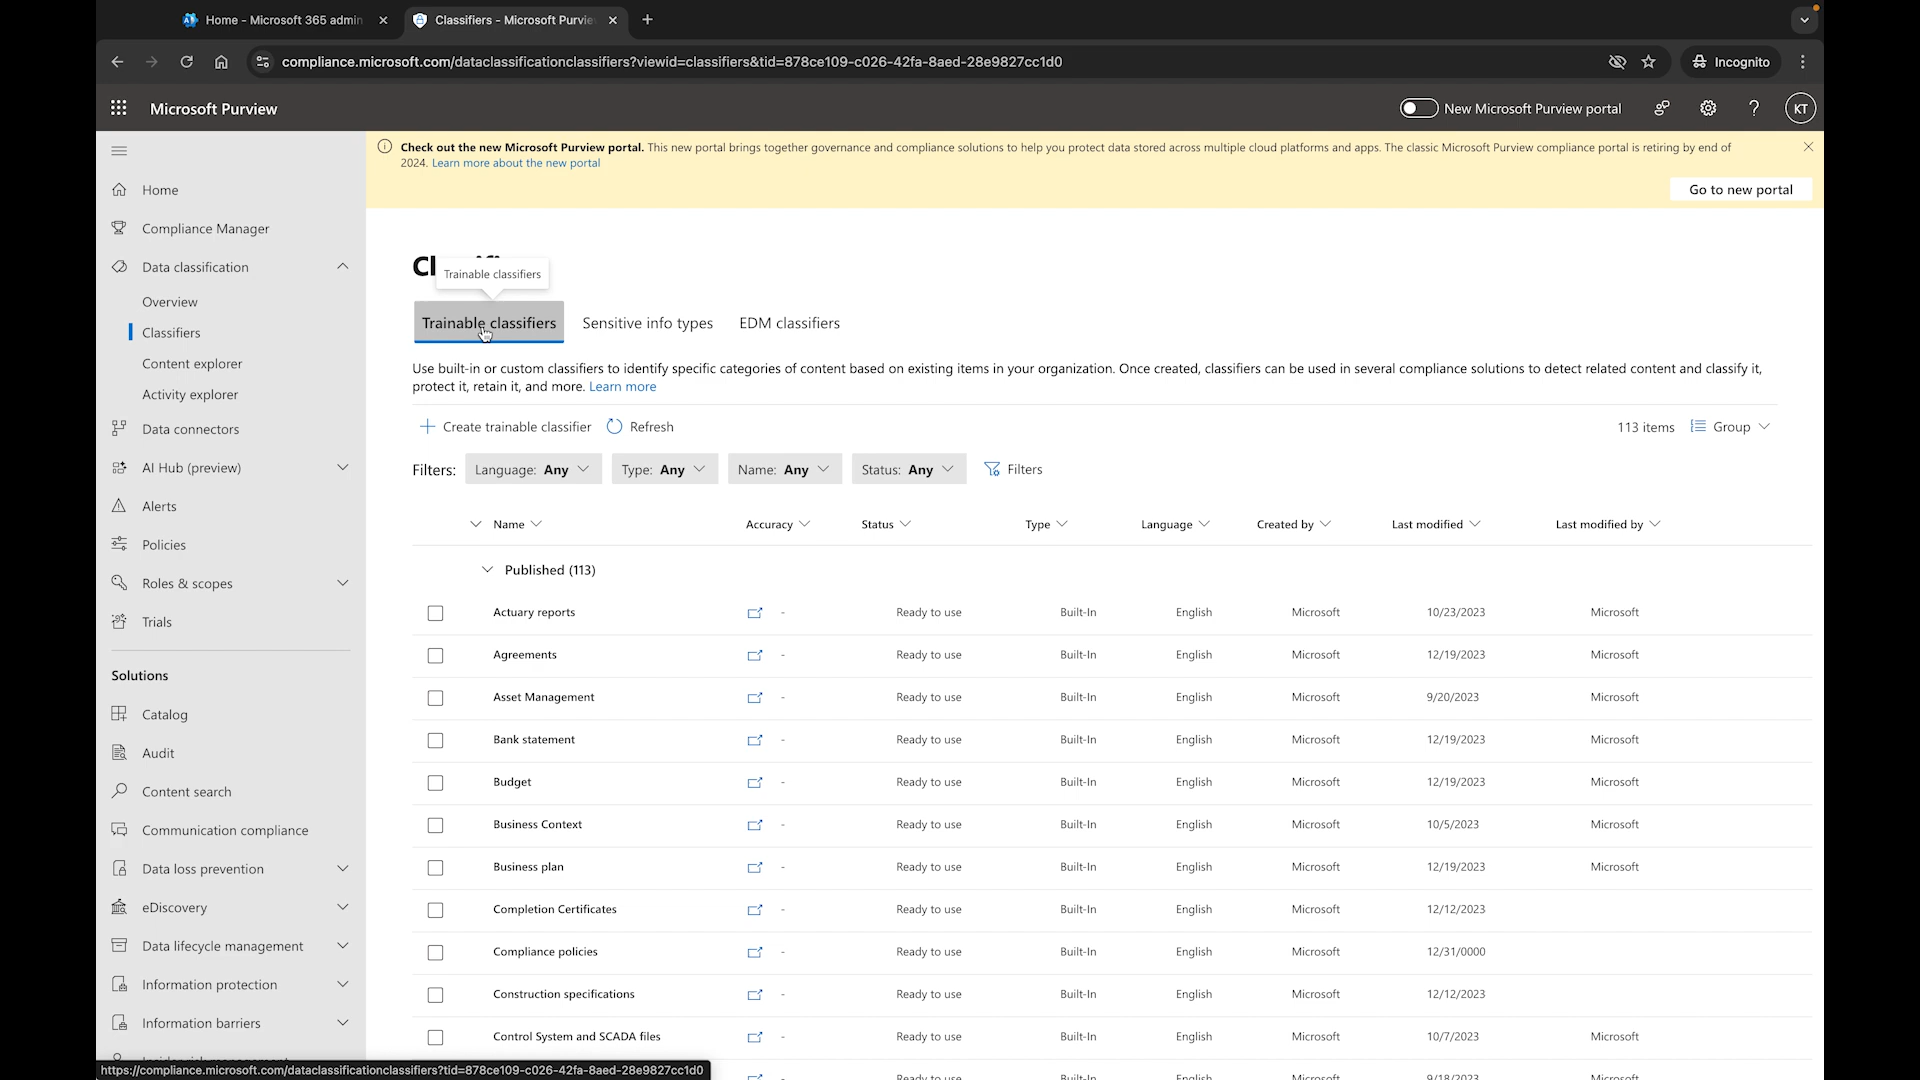 Home - Microsoft 365 admin
Classifiers - Microsoft Purvie
compliance.microsoft.com/dataclassificationclassifiers?viewid=classifiers&tid=878ce109-c026-42fa-8aed-28e9827cc1d0
Incognito
Microsoft Purview
New Microsoft Purview portal
?
KT
Check out the new Microsoft Purview portal. This new portal brings together governance and compliance solutions to help you protect data stored across multiple cloud platforms and apps. The classic Microsoft Purview compliance portal is retiring by end of
2024. Learn more about the new portal
Go to new portal
Home
Compliance Manager
Data classification
Overview
Classifiers
Content explorer
Activity explorer
Data connectors
AI Hub (preview)
Alerts
Policies
Roles & scopes
Trials
Solutions
Catalog
Audit
Content search
Communication compliance
Data loss prevention
eDiscovery
Data lifecycle management
Information protection
Information barriers
https://compliance.microsoft.com/dataclassificationclassifiers?tid=878ce109-c026-42fa-8aed-28e9827cc1d0
Trainable classifiers
Trainable classifiers Sensitive info types EDM classifiers
Use built-in or custom classifiers to identify specific categories of content based on existing items in your organization. Once created, classifiers can be used in several compliance solutions to detect related content and classify it,
protect it, retain it, and more. Learn more
Create trainable classifier Refresh 113 items Group
Filters: Language: Any Type: Any Name: Any Status: Any Filters
Name Accuracy Status Type Language Created by Last modified Last modified by
Published (113)
Actuary reports - Ready to use Built-In English Microsoft 10/23/2023 Microsoft
Agreements - Ready to use Built-In English Microsoft 12/19/2023 Microsoft
Asset Management - Ready to use Built-In English Microsoft 9/20/2023 Microsoft
Bank statement - Ready to use Built-In English Microsoft 12/19/2023 Microsoft
Budget - Ready to use Built-In English Microsoft 12/19/2023 Microsoft
Business Context - Ready to use Built-In English Microsoft 10/5/2023 Microsoft
Business plan - Ready to use Built-In English Microsoft 12/19/2023 Microsoft
Completion Certificates - Ready to use Built-In English Microsoft 12/12/2023
Compliance policies - Ready to use Built-In English Microsoft 12/31/0000
Construction specifications - Ready to use Built-In English Microsoft 12/12/2023
Control System and SCADA files - Ready to use Built-In English Microsoft 10/7/2023 Microsoft
Ready to use Built-In English Microsoft 9/18/2023 Microsoft